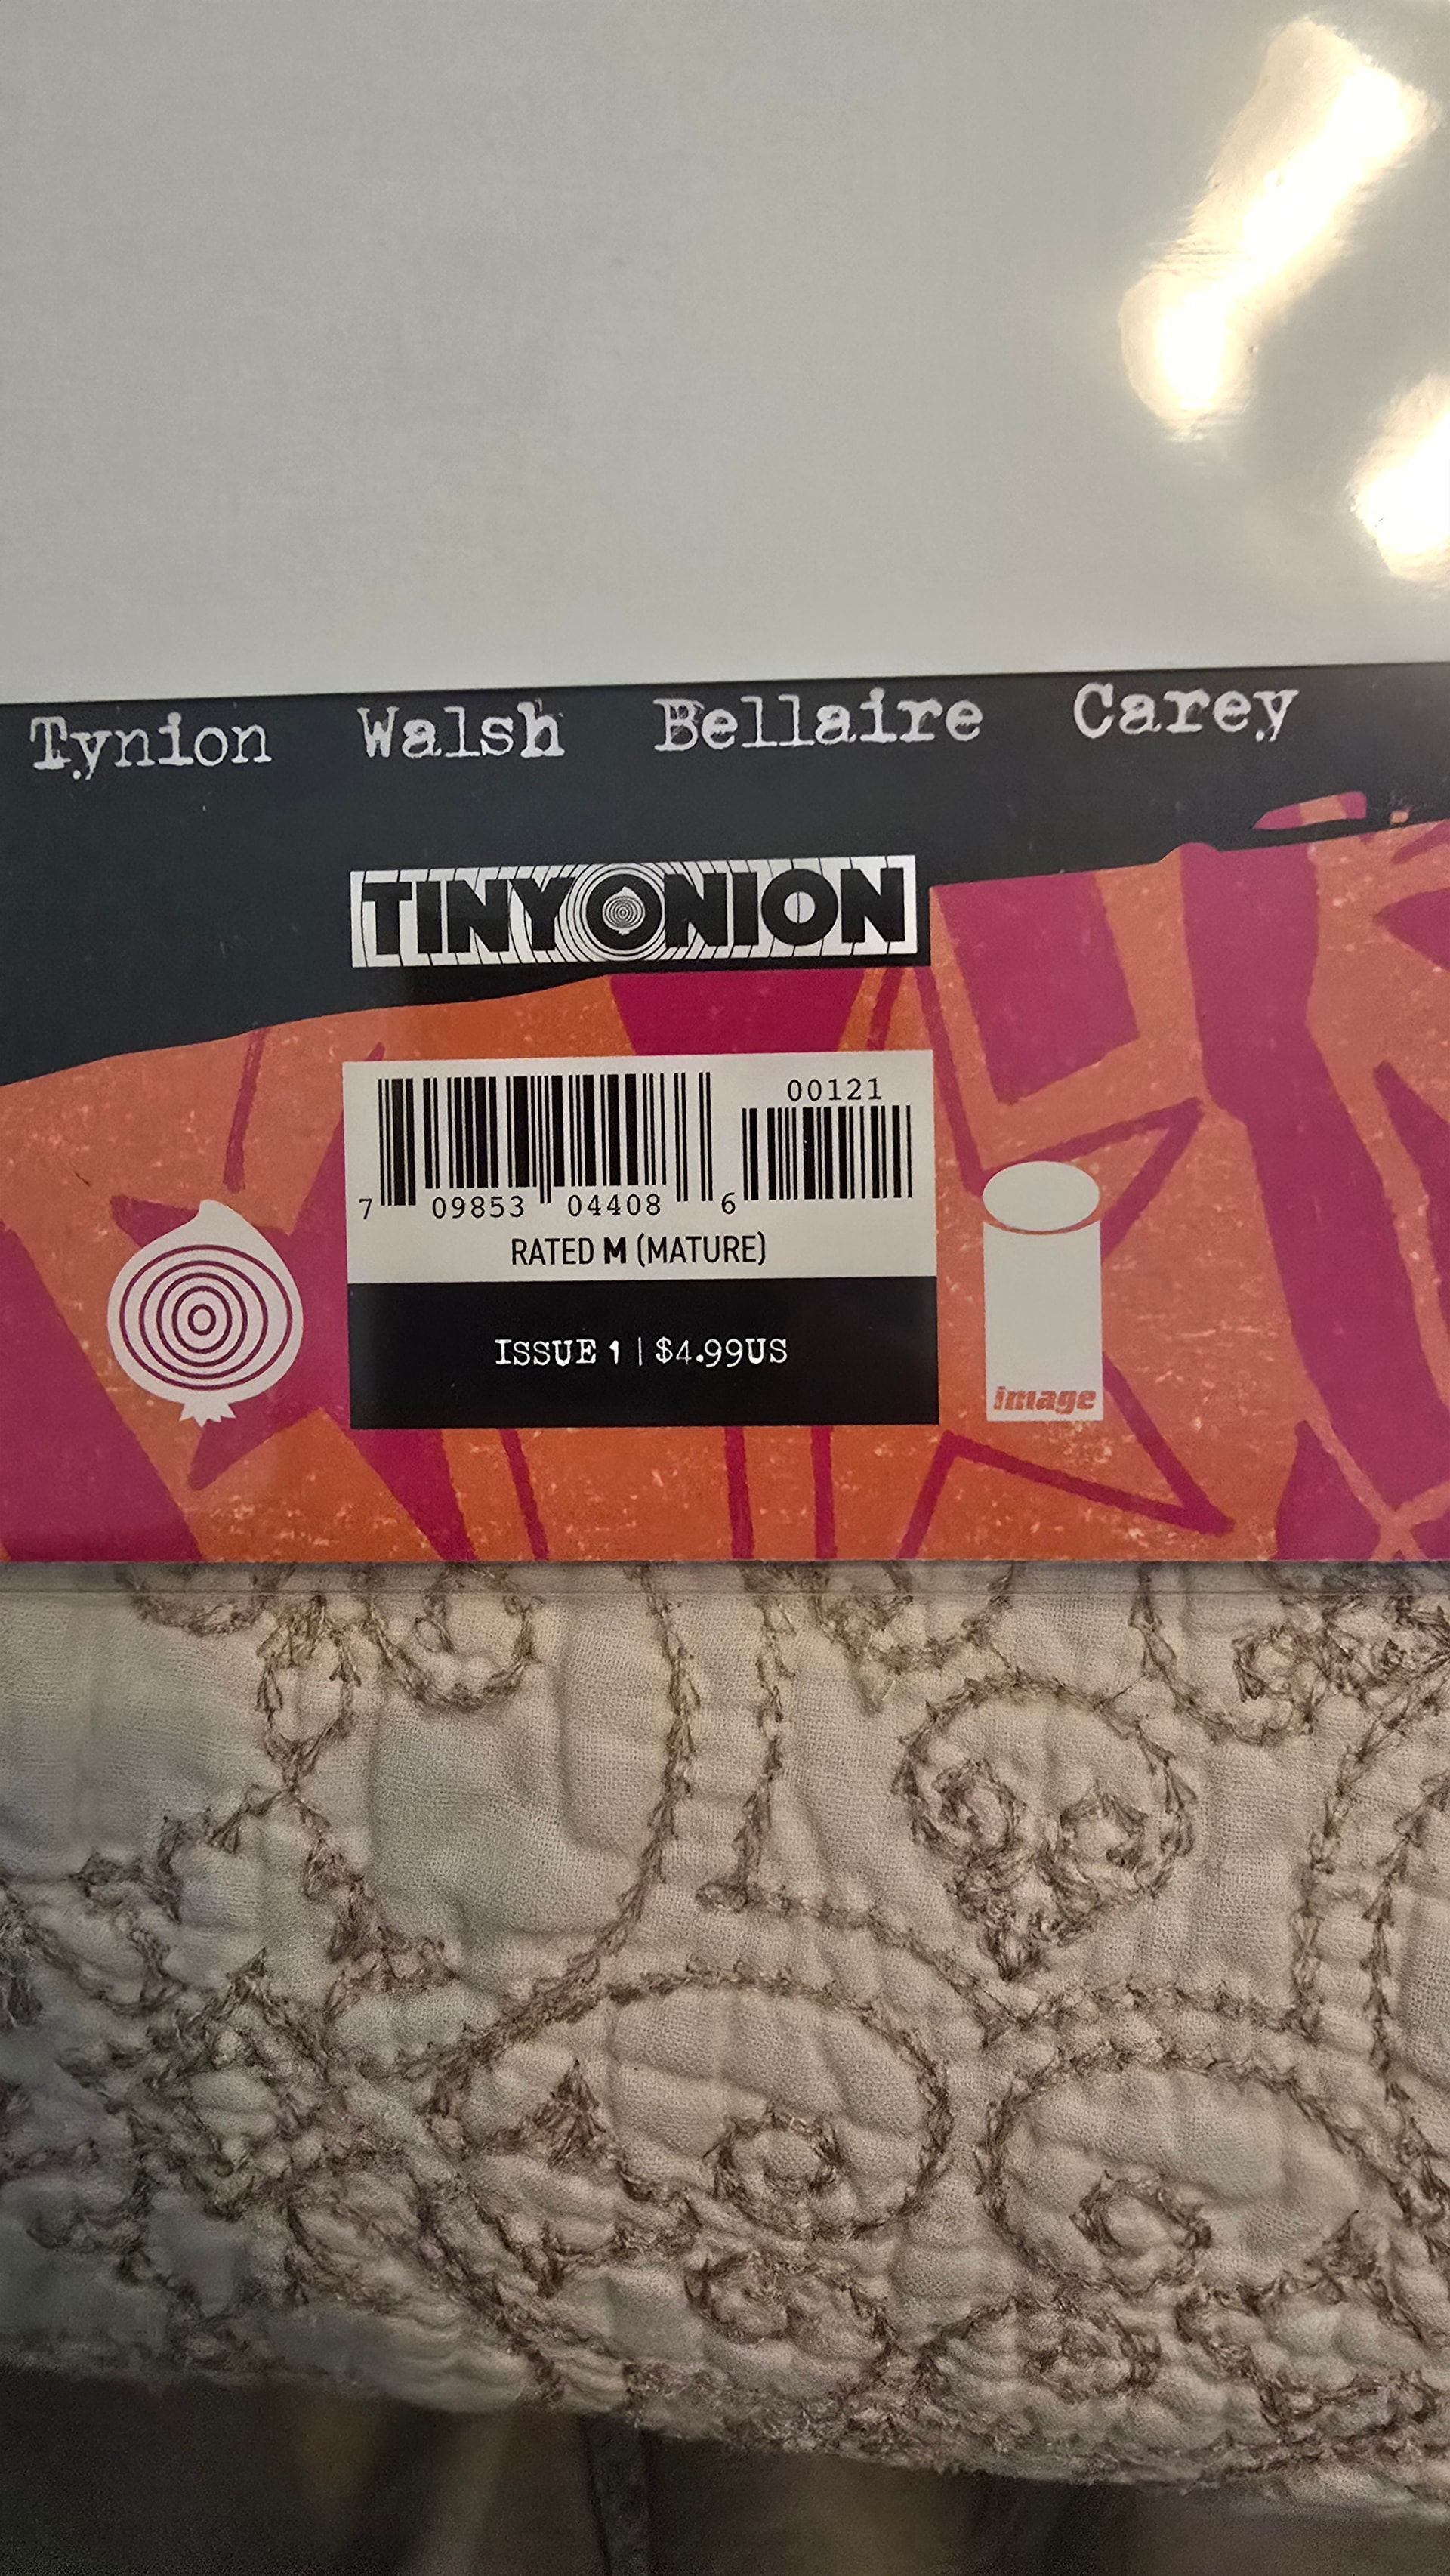 Tynion Walsh Bellaire Carey
TINYONION
00121
7 09853 04408 6
RATED M (MATURE)
ISSUE 1 | $4.99US
image